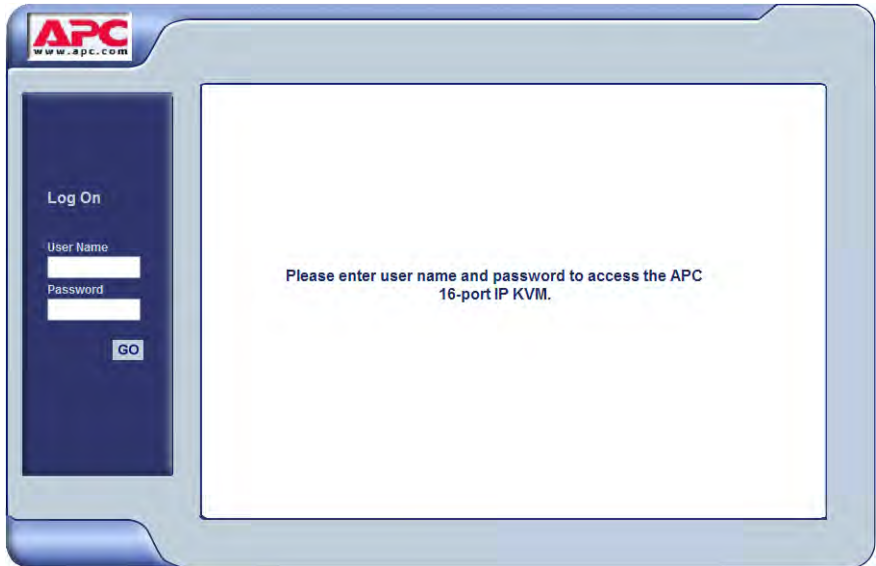 APC
www.apc.com
Log On
User Name
Password
GO
Please enter user name and password to access the APC
16-port IP KVM.